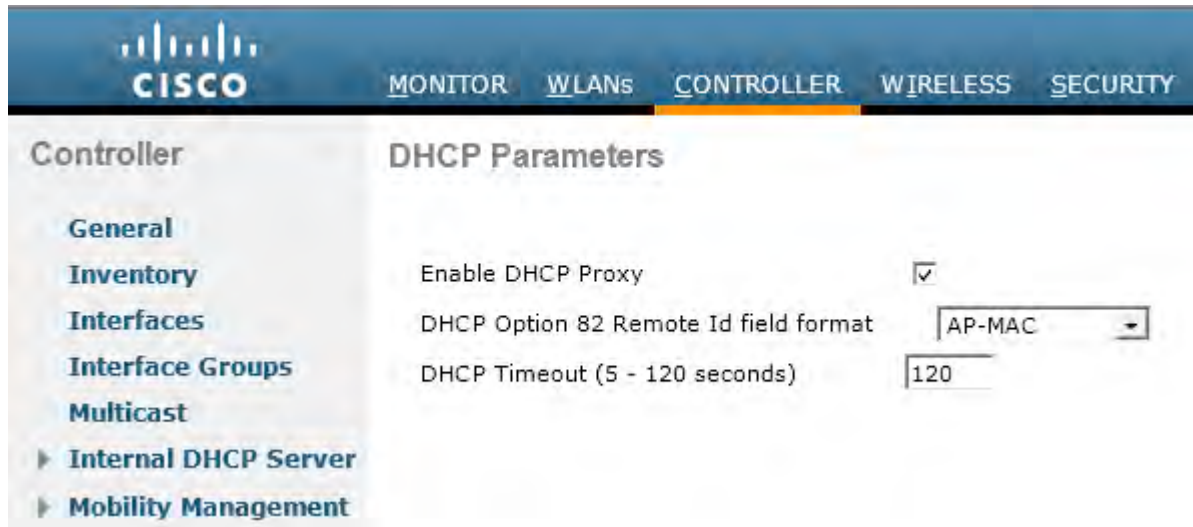 CISCO
MONITOR WLANs CONTROLLER WIRELESS SECURITY
Controller
General
Inventory
Interfaces
Interface Groups
Multicast
Internal DHCP Server
Mobility Management
DHCP Parameters
Enable DHCP Proxy
DHCP Option 82 Remote Id field format AP-MAC
DHCP Timeout (5 - 120 seconds) 120